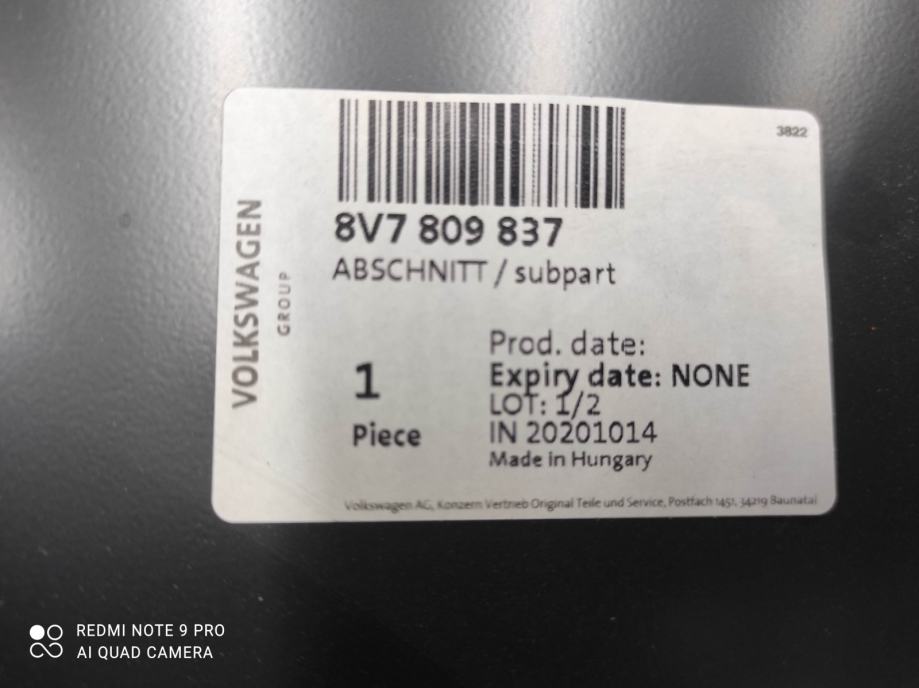 3822
VOLKSWAGEN
GROUP
8V7 809 837
ABSCHNITT / subpart
1
Piece
Prod. date:
Expiry date: NONE
LOT: 1/2
IN 20201014
Made in Hungary
Volkswagen AG, Konzern Vertrieb Original Teile und Service, Postfach 1451, 34219 Baunatal
REDMI NOTE 9 PRO
AI QUAD CAMERA